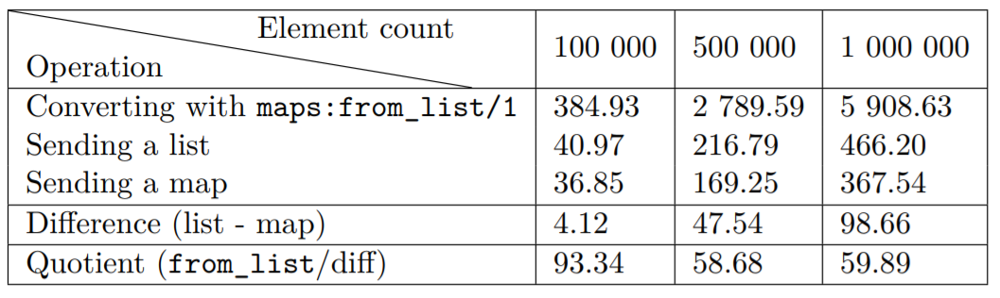 Element count
Operation
100 000 500 000 1 000 000
Converting with maps:from_list/1 384.93 2 789.59 5 908.63
Sending a list 40.97 216.79 466.20
Sending a map 36.85 169.25 367.54
Difference (list - map) 4.12 47.54 98.66
Quotient (from_list/diff) 93.34 58.68 59.89